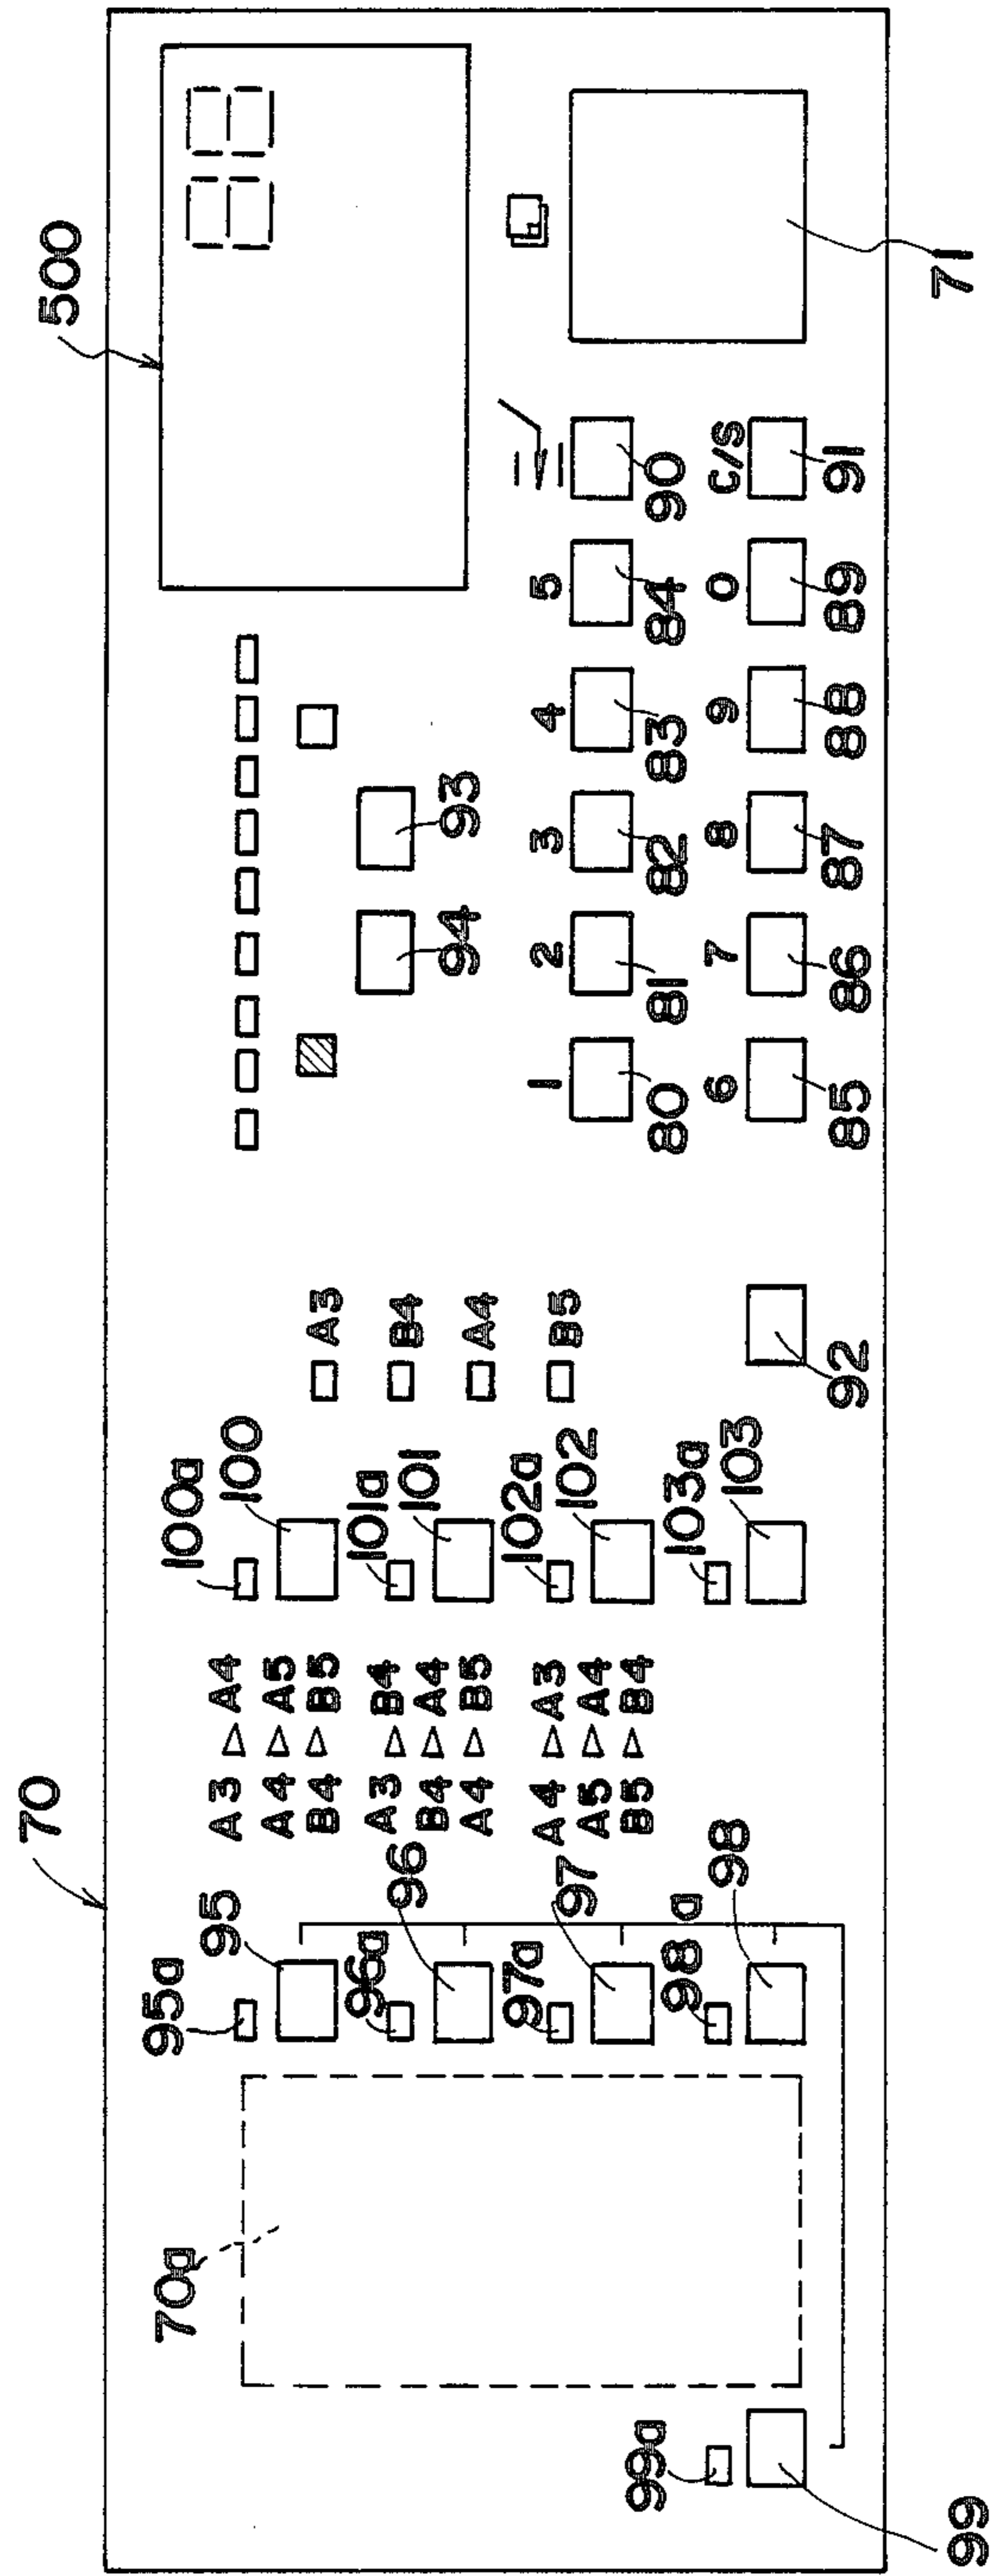 70
500
70a 95a 100a
95 A3 ▷ A4 100
A4 ▷ A5
B4 ▷ B5 A3
96a A3 ▷ B4 101a
96 B4 ▷ A4 101 B4
A4 ▷ B5 A4 94 93
97a A4 ▷ A3 102a
97 A5 ▷ A4 102 B5 1 2 3 4 5
B5 ▷ B4
99a 98a 103a 80 81 82 83 84 90
98 103 6 7 8 9 0 C/S
92 85 86 87 88 89 91
99 71